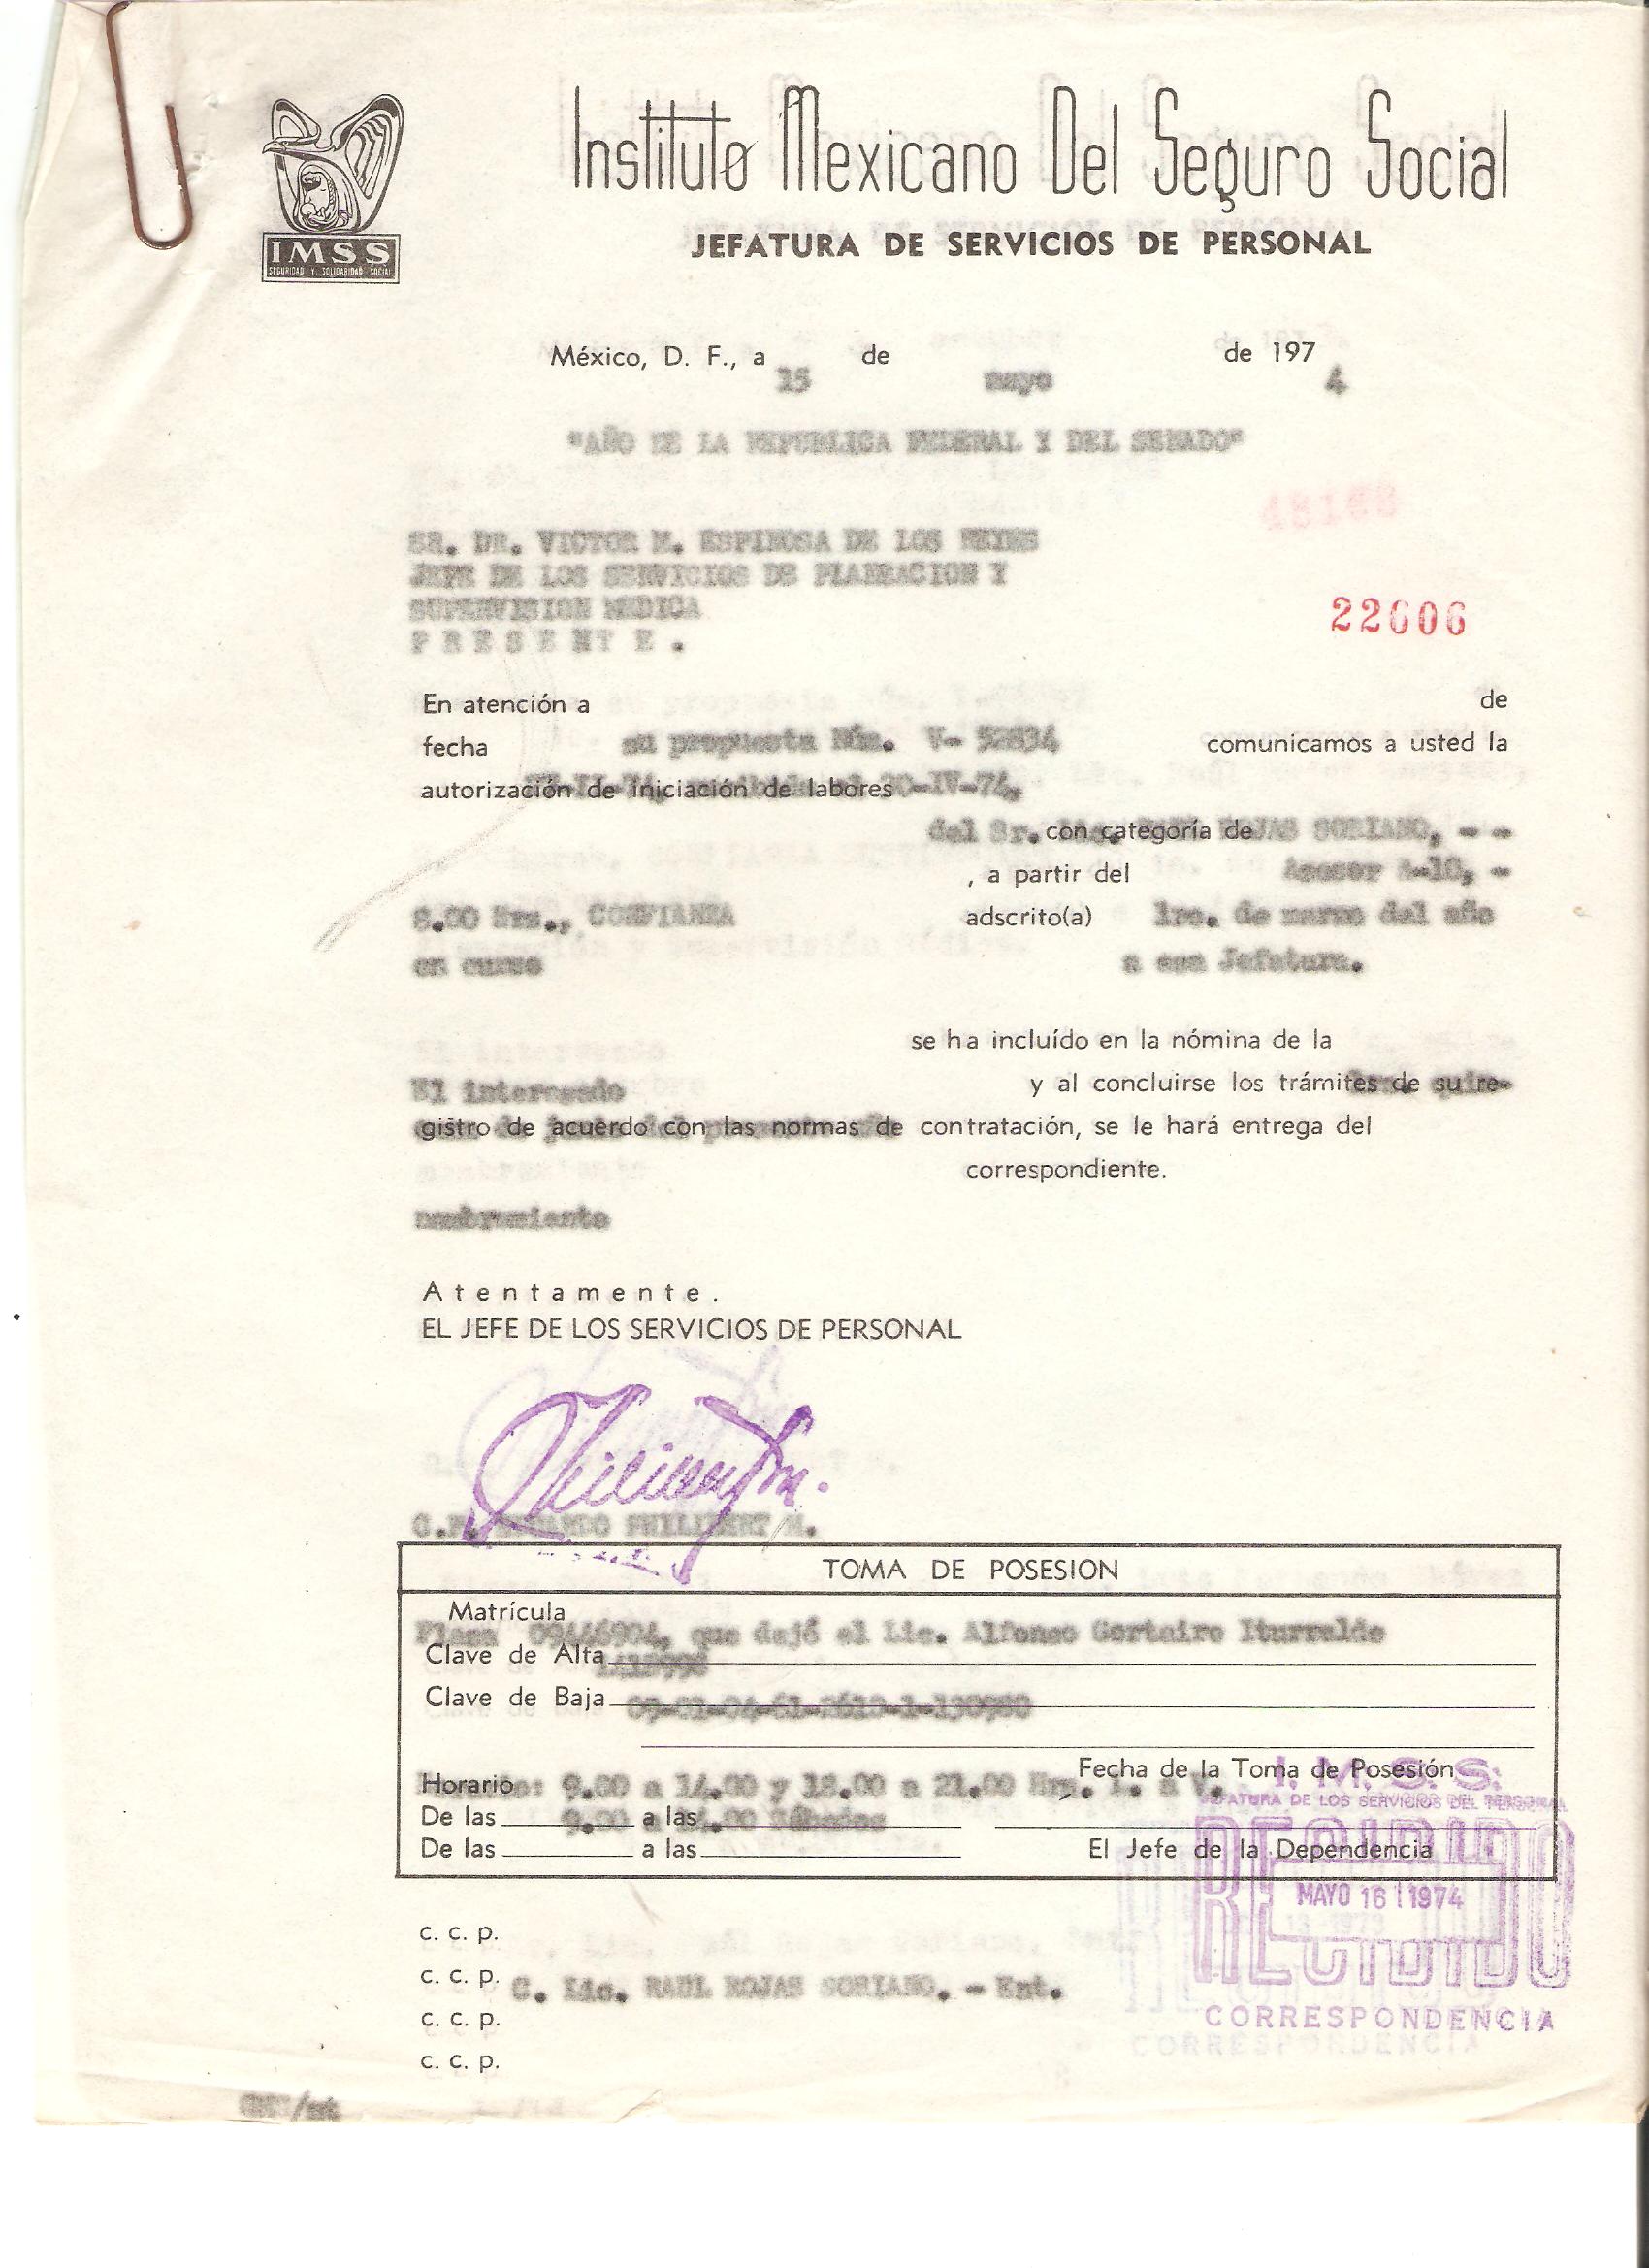 Instituto Mexicano Del Seguro Social
IMSS
SEGURIDAD Y SOLIDARIDAD SOCIAL
JEFATURA DE SERVICIOS DE PERSONAL
México, D. F., a 15 de mayo de 1974
"AÑO DE LA REPUBLICA FEDERAL Y DEL SENADO"
48168
SR. DR. VICTOR M. ESPINOSA DE LOS REYES
JEFE DE LOS SERVICIOS DE PLANEACION Y
SUPERVISION MEDICA
P R E S E N T E .
22606
En atención a de
fecha su propuesta Núm. V- comunicamos a usted la
autorización de iniciación de labores
del Sr. Lic. con categoría de ROJAS SORIANO, - -
, a partir del Asesor A-10, -
8.00 Hrs., CONFIANZA adscrito(a) 1ro. de marzo del año
en curso a esa Jefatura.
se ha incluído en la nómina de la
El interesado y al concluirse los trámites de su re-
gistro de acuerdo con las normas de contratación, se le hará entrega del
correspondiente.
nombramiento
Atentamente.
EL JEFE DE LOS SERVICIOS DE PERSONAL
PHILIBERT M.
TOMA DE POSESION
Matrícula
Plaza 09446904, que dejó el Lic. Alfonso Gortaire Iturralde
Clave de Alta
Clave de Baja
Fecha de la Toma de Posesión
Horario: 9.00 a 14.00 y 18.00 a 21.00 Hrs. L. a V.
De las 9.00 a las 14.00 Sábados
De las a las
El Jefe de la Dependencia
I. M. S. S.
JEFATURA DE LOS SERVICIOS DEL PERSONAL
RECIBIDO
MAYO 16 1974
CORRESPONDENCIA
c. c. p.
c. c. p. C. Lic. RAUL ROJAS SORIANO. - Ent.
c. c. p.
c. c. p.